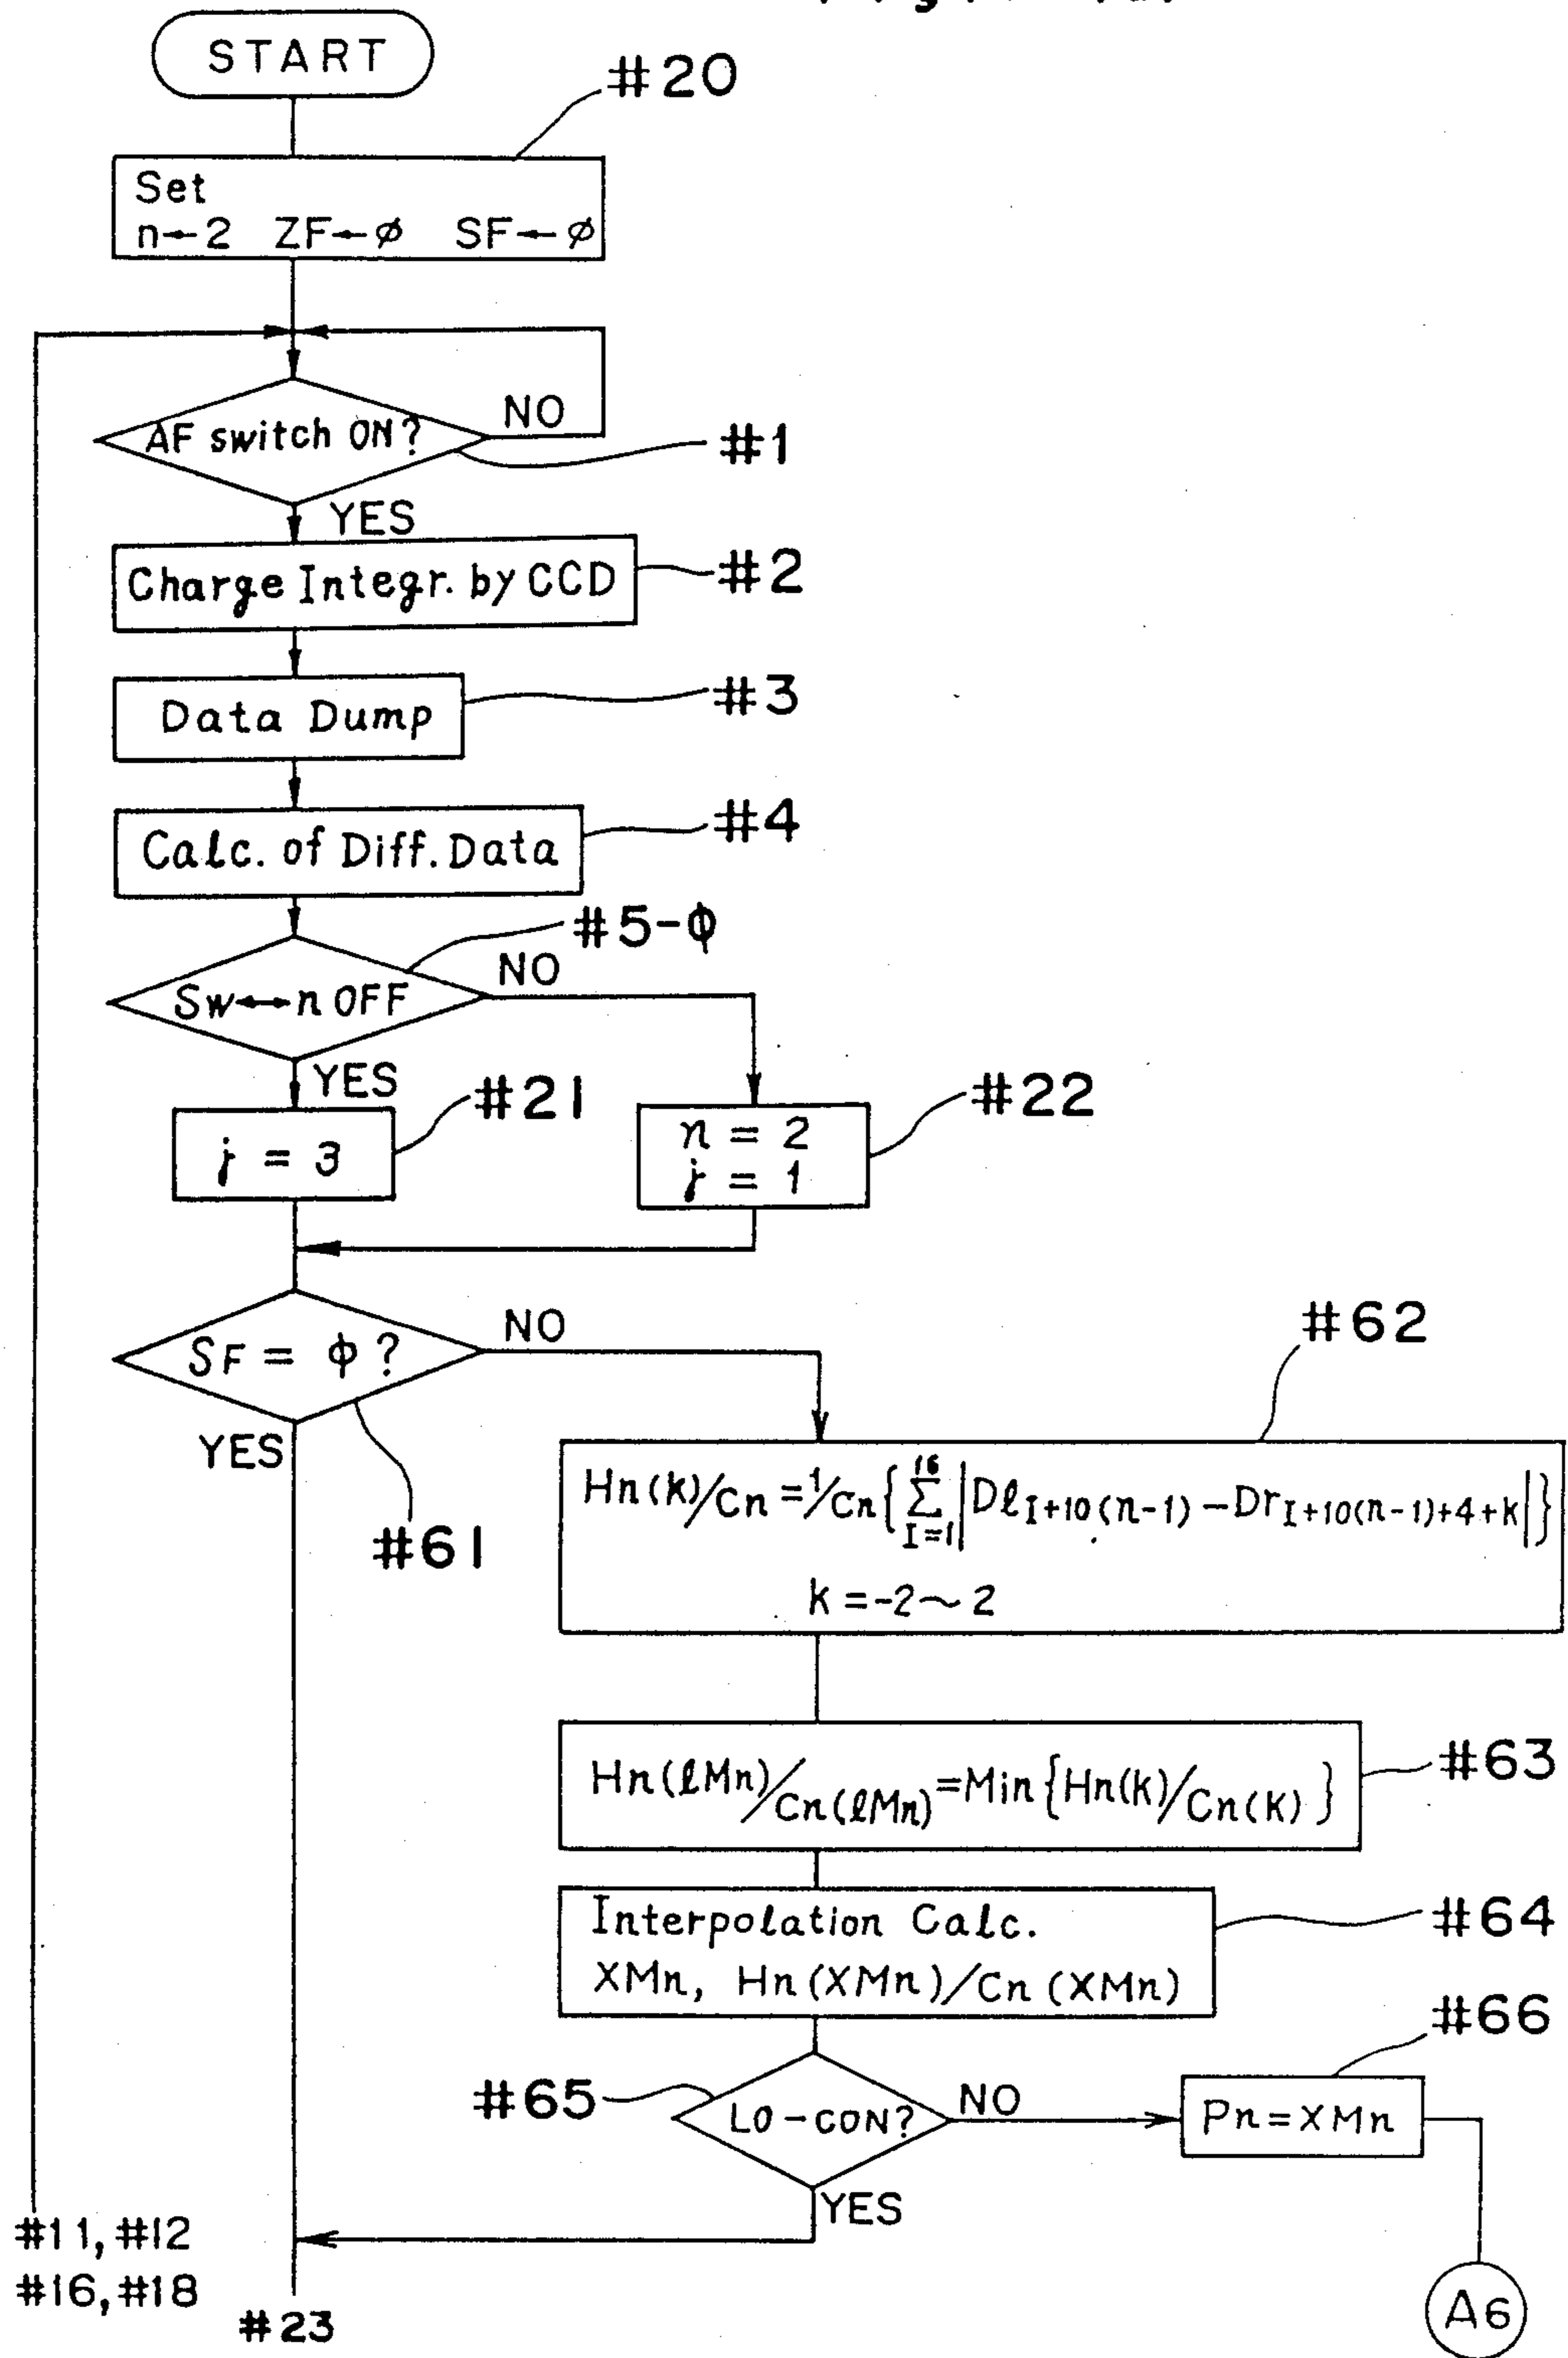 START
#20
Set
n←2 ZF←ϕ SF←ϕ
AF switch ON?
NO
#1
YES
Charge Integr. by CCD
#2
Data Dump
#3
Calc. of Diff. Data
#4
#5-ϕ
Sw↔n OFF
NO
YES
#21
j = 3
#22
n = 2
j = 1
SF = ϕ ?
NO
YES
#61
#62
Hn(k)/Cn = 1/Cn{ 16 Σ I=1 |Dℓ I+10(n-1) − Dr I+10(n-1)+4+k| }
k = -2 ~ 2
#63
Hn(ℓMn)/Cn(ℓMn) = Min{Hn(k)/Cn(k)}
#64
Interpolation Calc.
XMn, Hn(XMn)/Cn(XMn)
#65
LO-CON?
NO
#66
Pn = XMn
YES
#11, #12
#16, #18
#23
A6